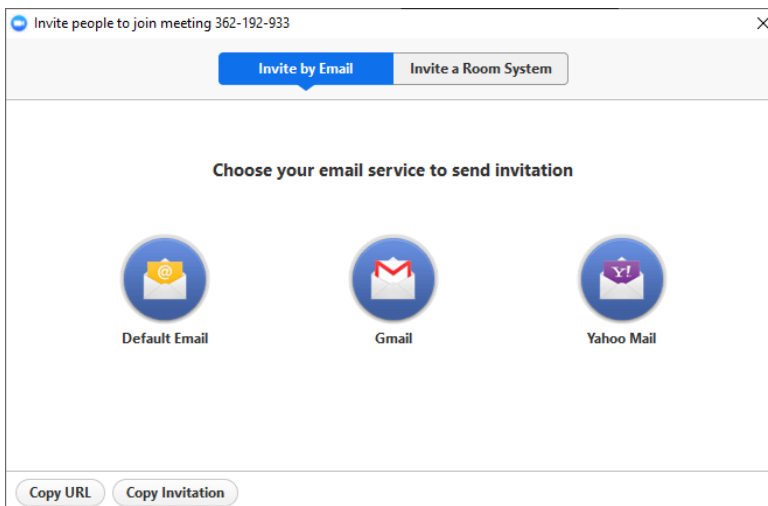 Invite people to join meeting 362-192-933
Invite by Email
Invite a Room System
Choose your email service to send invitation
@
Y!
Default Email
Gmail
Yahoo Mail
Copy URL
Copy Invitation